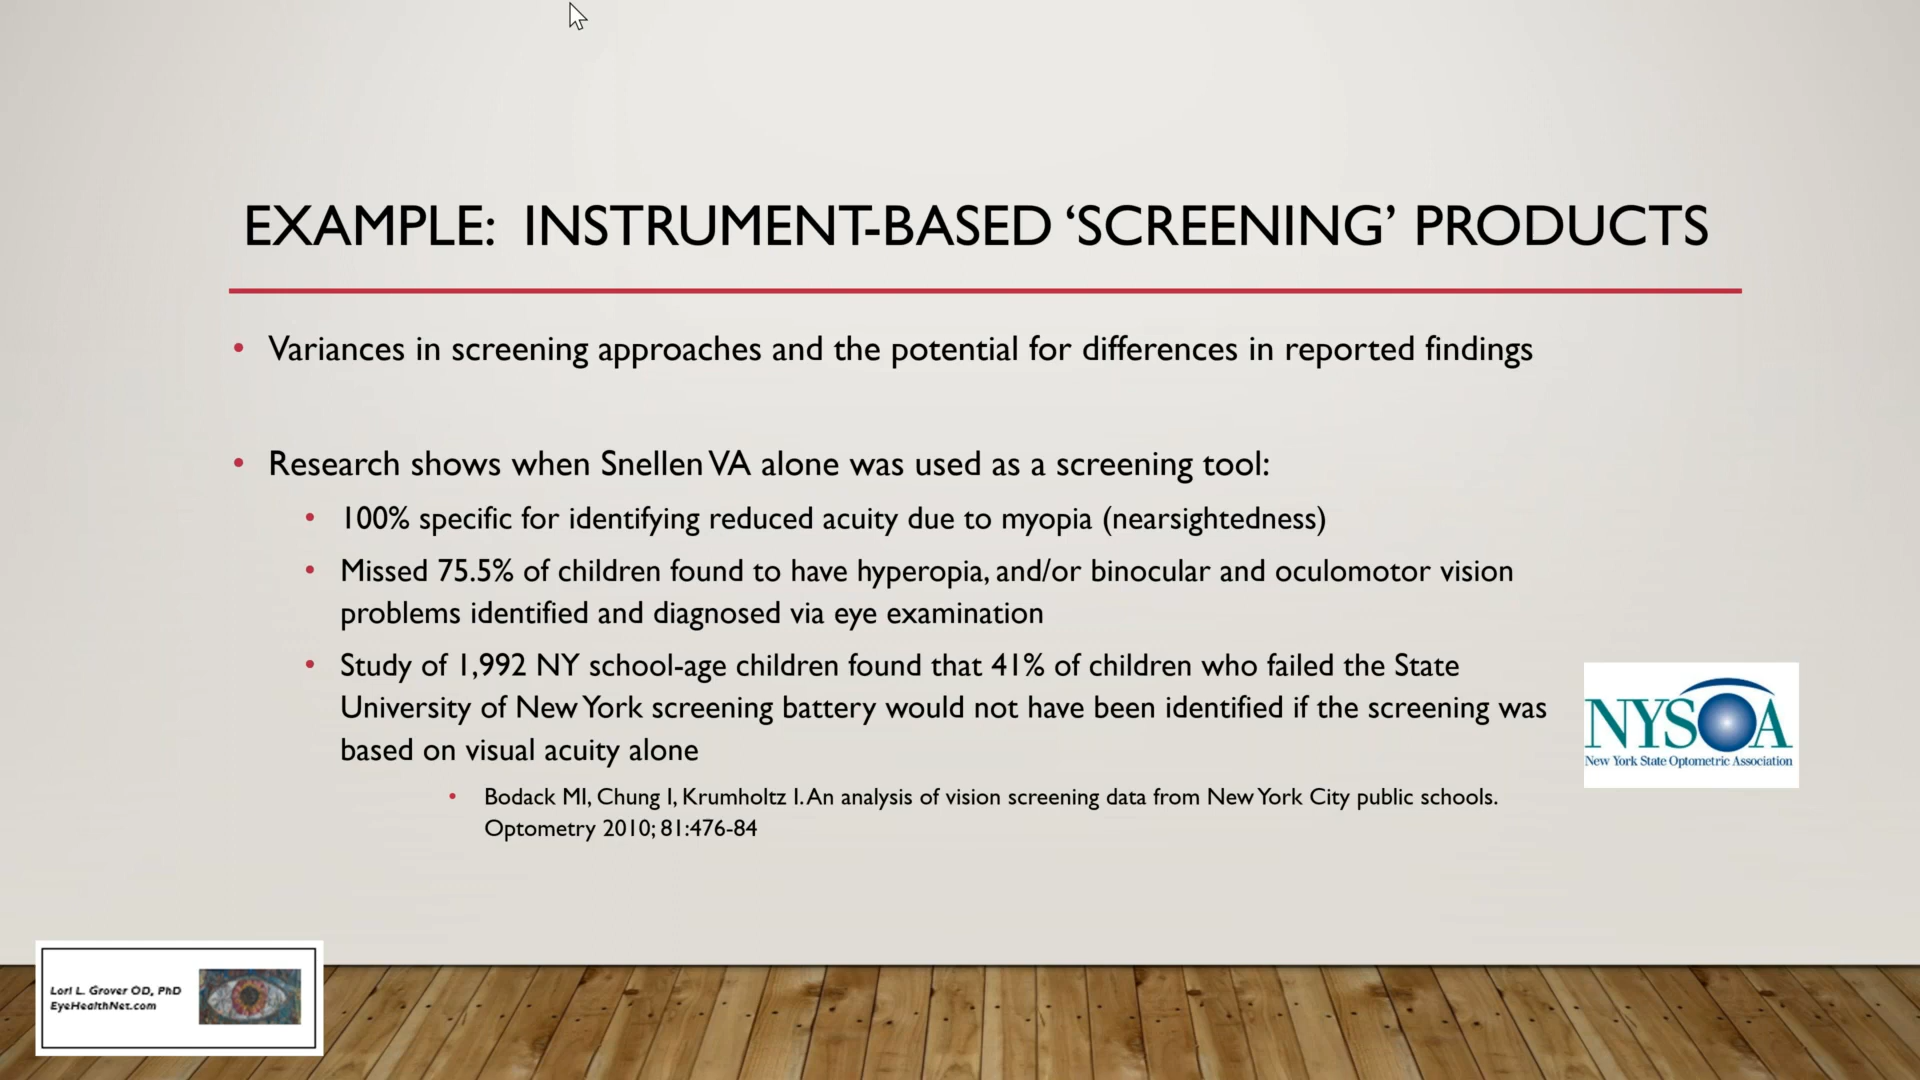 EXAMPLE: INSTRUMENT-BASED ‘SCREENING’ PRODUCTS
• Variances in screening approaches and the potential for differences in reported findings
• Research shows when Snellen VA alone was used as a screening tool:
• 100% specific for identifying reduced acuity due to myopia (nearsightedness)
• Missed 75.5% of children found to have hyperopia, and/or binocular and oculomotor vision
problems identified and diagnosed via eye examination
• Study of 1,992 NY school-age children found that 41% of children who failed the State
University of New York screening battery would not have been identified if the screening was
based on visual acuity alone
• Bodack MI, Chung I, Krumholtz I. An analysis of vision screening data from New York City public schools.
Optometry 2010; 81:476-84
NYSOA
New York State Optometric Association
Lori L. Grover OD, PhD
EyeHealthNet.com